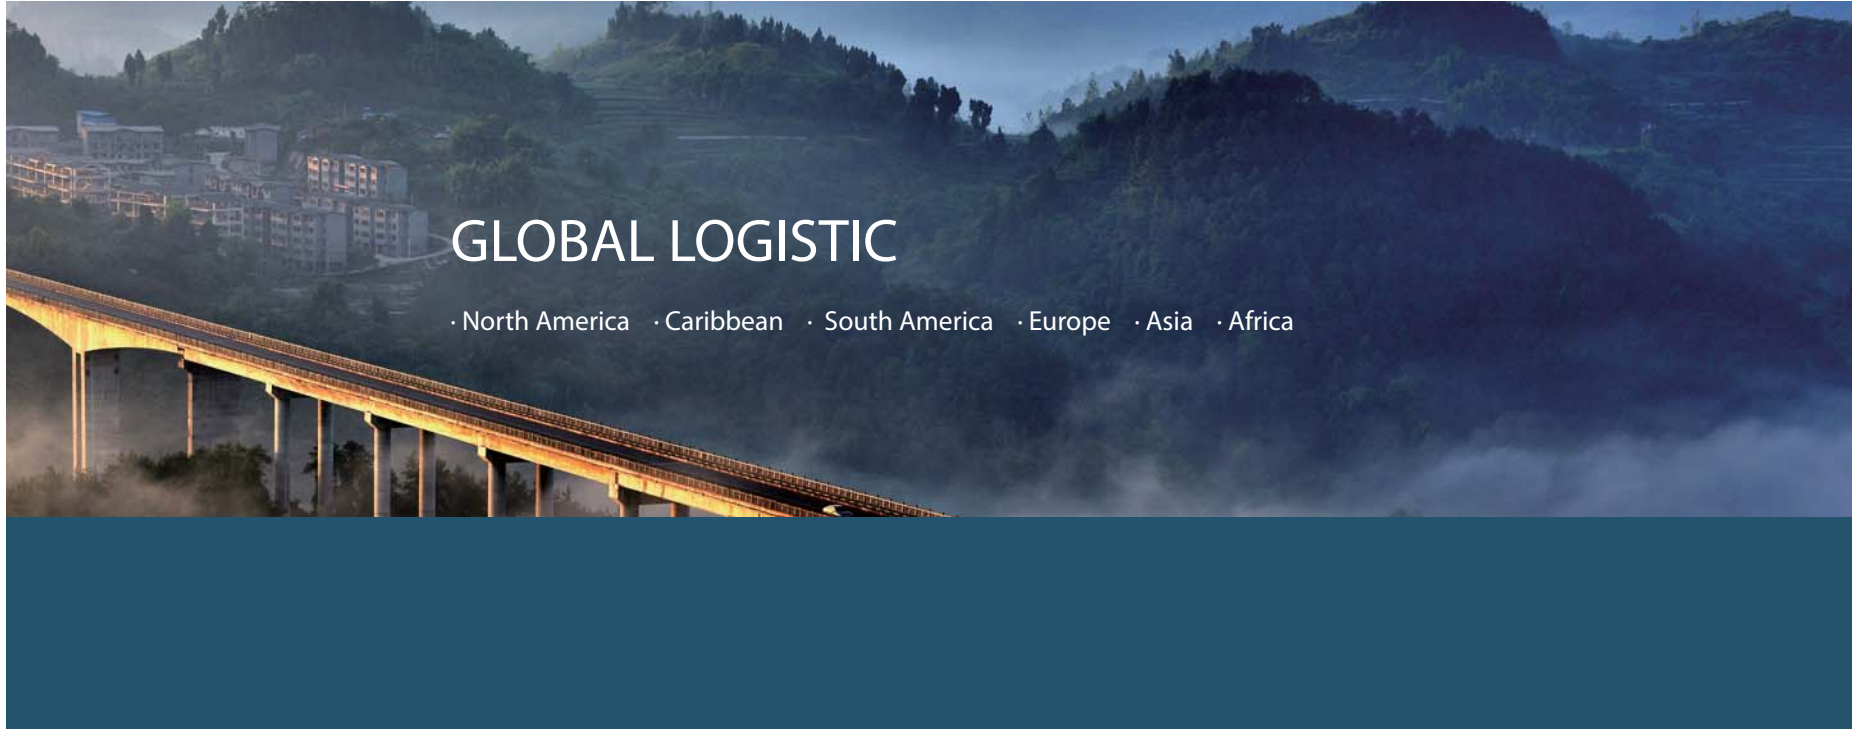 GLOBAL LOGISTIC
· North America · Caribbean · South America · Europe · Asia · Africa